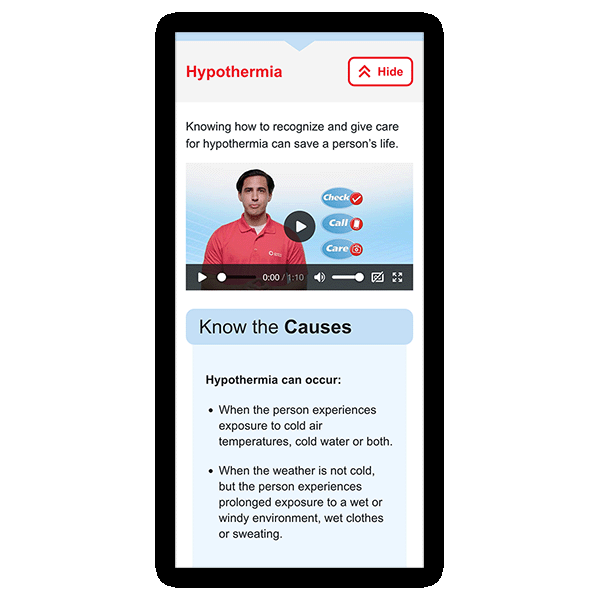 Hypothermia
Hide
Knowing how to recognize and give care
for hypothermia can save a person's life.
Check
Call
Care
0:00 / 1:10
Know the Causes
Hypothermia can occur:
• When the person experiences
exposure to cold air
temperatures, cold water or both.
• When the weather is not cold,
but the person experiences
prolonged exposure to a wet or
windy environment, wet clothes
or sweating.